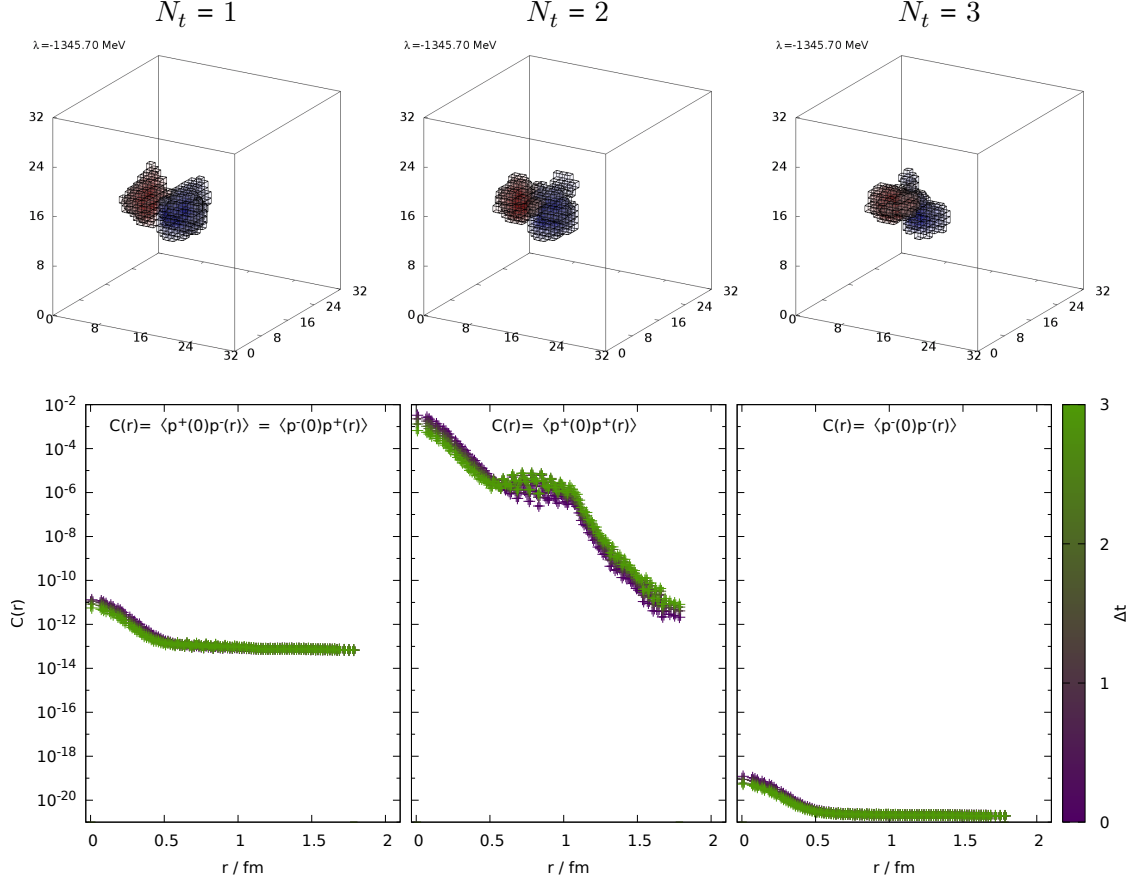 N_t = 1 N_t = 2 N_t = 3
λ=-1345.70 MeV λ=-1345.70 MeV λ=-1345.70 MeV
32 32 32
24 24 24
16 16 16
8 8 8
0 0 0
0 8 16 24 32 0 8 16 24 32
0 8 16 24 32 0 8 16 24 32
0 8 16 24 32 0 8 16 24 32
C(r)= ⟨p⁺(0)p⁻(r)⟩ = ⟨p⁻(0)p⁺(r)⟩ C(r)= ⟨p⁺(0)p⁺(r)⟩ C(r)= ⟨p⁻(0)p⁻(r)⟩
C(r)
10⁻²
10⁻⁴
10⁻⁶
10⁻⁸
10⁻¹⁰
10⁻¹²
10⁻¹⁴
10⁻¹⁶
10⁻¹⁸
10⁻²⁰
0 0.5 1 1.5 2 0 0.5 1 1.5 2 0 0.5 1 1.5 2
r / fm r / fm r / fm
3
2
1
0
Δt